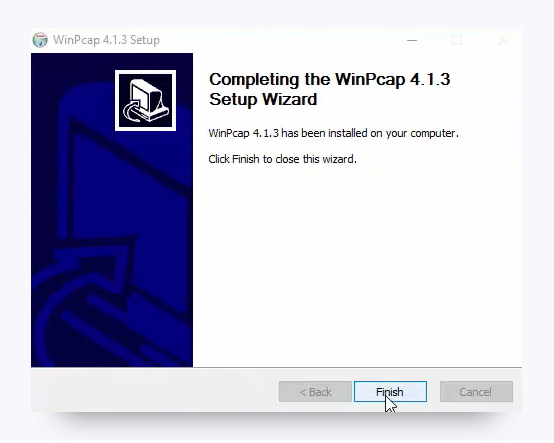 WinPcap 4.1.3 Setup
Completing the WinPcap 4.1.3
Setup Wizard
WinPcap 4.1.3 has been installed on your computer.
Click Finish to close this wizard.
< Back
Finish
Cancel